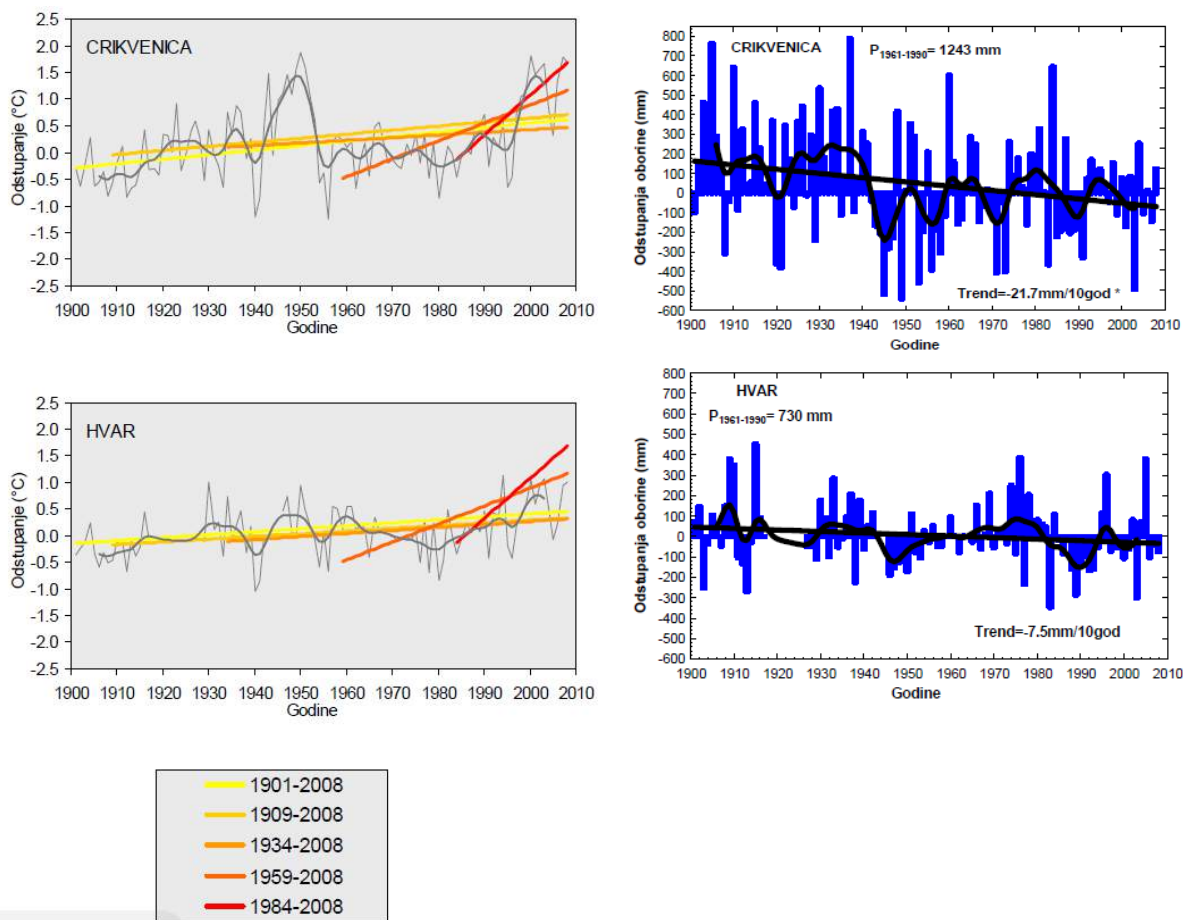 2.5
2.0
1.5
1.0
0.5
0.0
-0.5
-1.0
-1.5
-2.0
-2.5
Odstupanje (°C)
CRIKVENICA
1900 1910 1920 1930 1940 1950 1960 1970 1980 1990 2000 2010
Godine
800
700
600
500
400
300
200
100
0
-100
-200
-300
-400
-500
-600
Odstupanja oborine (mm)
CRIKVENICA
P1961-1990= 1243 mm
Trend=-21.7mm/10god *
1900 1910 1920 1930 1940 1950 1960 1970 1980 1990 2000 2010
Godine
2.5
2.0
1.5
1.0
0.5
0.0
-0.5
-1.0
-1.5
-2.0
-2.5
Odstupanje (°C)
HVAR
1900 1910 1920 1930 1940 1950 1960 1970 1980 1990 2000 2010
Godine
800
700
600
500
400
300
200
100
0
-100
-200
-300
-400
-500
-600
Odstupanja oborine (mm)
HVAR
P1961-1990= 730 mm
Trend=-7.5mm/10god
1900 1910 1920 1930 1940 1950 1960 1970 1980 1990 2000 2010
Godine
1901-2008
1909-2008
1934-2008
1959-2008
1984-2008